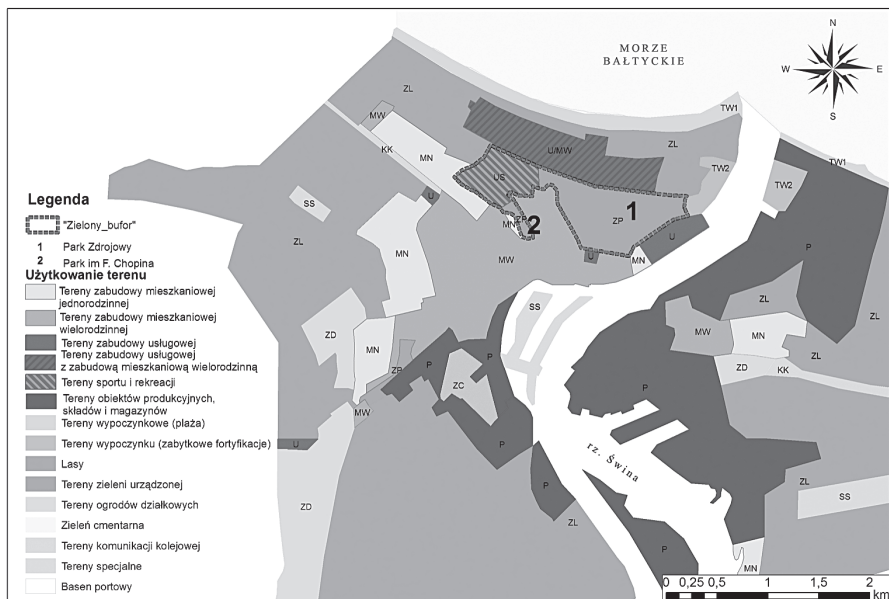 MORZE
BAŁTYCKIE
N
W
E
S
ZL
MW
KK
MN
TW1
U/MW
ZL
US
TW2
TW1
TW2
SS
U
1
ZP
ZP
2
MN
U
P
ZL
MN
MW
U
MN
SS
ZL
ZL
MW
MN
ZL
ZD
MN
ZP
P
P
ZC
ZD
KK
P
MW
U
P
rz. Świna
ZL
SS
ZD
P
ZL
P
MN
Legenda
"Zielony_bufor"
1 Park Zdrojowy
2 Park im F. Chopina
Użytkowanie terenu
Tereny zabudowy mieszkaniowej
jednorodzinnej
Tereny zabudowy mieszkaniowej
wielorodzinnej
Tereny zabudowy usługowej
Tereny zabudowy usługowej
z zabudową mieszkaniową wielorodzinną
Tereny sportu i rekreacji
Tereny obiektów produkcyjnych,
składów i magazynów
Tereny wypoczynkowe (plaża)
Tereny wypoczynku (zabytkowe fortyfikacje)
Lasy
Tereny zieleni urządzonej
Tereny ogrodów działkowych
Zieleń cmentarna
Tereny komunikacji kolejowej
Tereny specjalne
Basen portowy
0 0,25 0,5 1 1,5 2
km